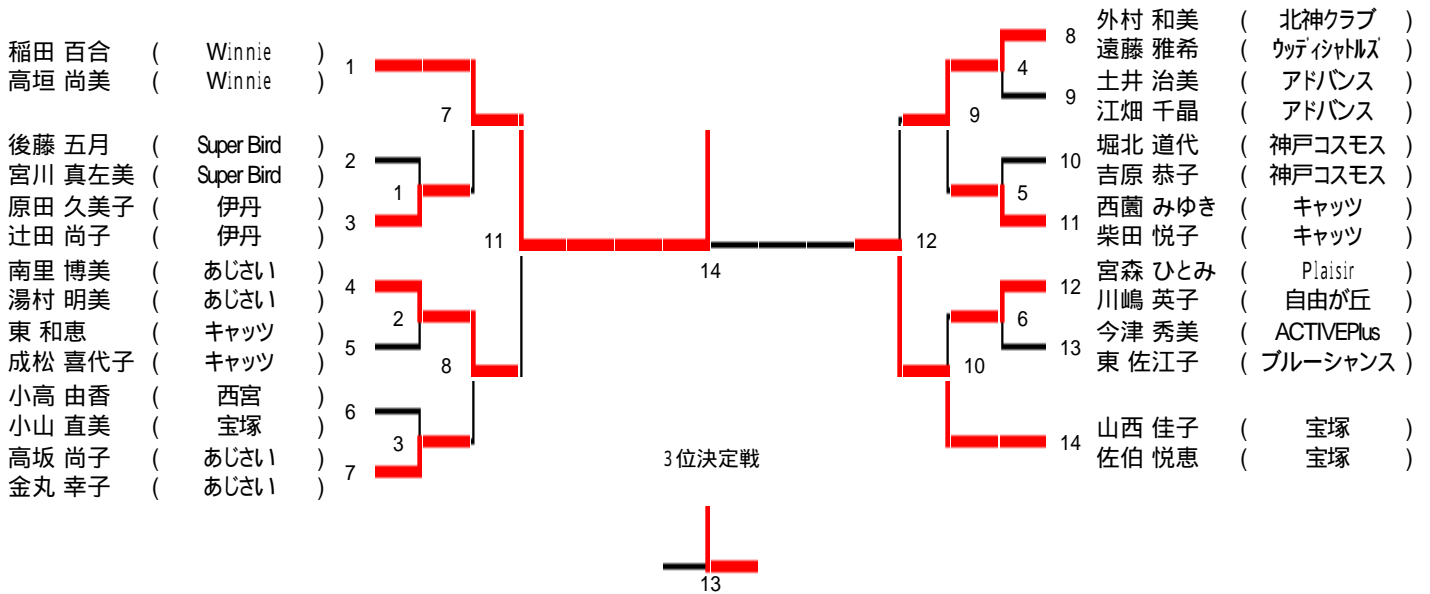 稲田 百合 ( Winnie ) 1
高垣 尚美 ( Winnie )
後藤 五月 ( Super Bird ) 2
宮川 真左美 ( Super Bird )
原田 久美子 ( 伊丹 ) 3
辻田 尚子 ( 伊丹 )
南里 博美 ( あじさい ) 4
湯村 明美 ( あじさい )
東 和恵 ( キャッツ ) 5
成松 喜代子 ( キャッツ )
小高 由香 ( 西宮 ) 6
小山 直美 ( 宝塚 )
高坂 尚子 ( あじさい ) 7
金丸 幸子 ( あじさい )
1
2
3
7
8
11
14
3位決定戦
13
12
9
10
4
5
6
8 外村 和美 ( 北神クラブ )
遠藤 雅希 ( ウッディシャトルズ )
9 土井 治美 ( アドバンス )
江畑 千晶 ( アドバンス )
10 堀北 道代 ( 神戸コスモス )
吉原 恭子 ( 神戸コスモス )
11 西薗 みゆき ( キャッツ )
柴田 悦子 ( キャッツ )
12 宮森 ひとみ ( Plaisir )
川嶋 英子 ( 自由が丘 )
13 今津 秀美 ( ACTIVEPlus )
東 佐江子 ( ブルーシャンス )
14 山西 佳子 ( 宝塚 )
佐伯 悦恵 ( 宝塚 )